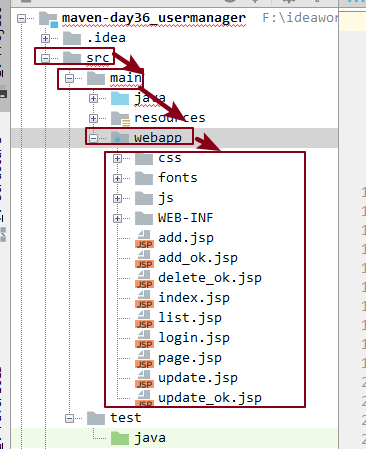 maven-day36_usermanager F:\ideawo
.idea
src
main
java
resources
webapp
css
fonts
js
WEB-INF
JSP add.jsp
JSP add_ok.jsp
JSP delete_ok.jsp
JSP index.jsp
JSP list.jsp
JSP login.jsp
JSP page.jsp
JSP update.jsp
JSP update_ok.jsp
test
java